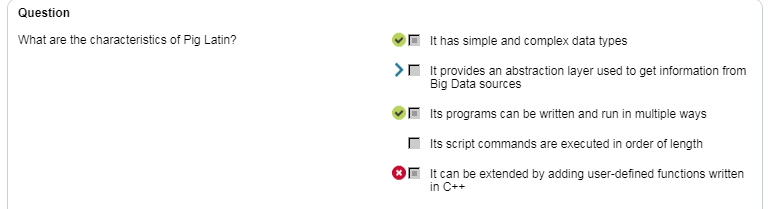 Question
What are the characteristics of Pig Latin?
It has simple and complex data types
It provides an abstraction layer used to get information from
Big Data sources
Its programs can be written and run in multiple ways
Its script commands are executed in order of length
It can be extended by adding user-defined functions written
in C++